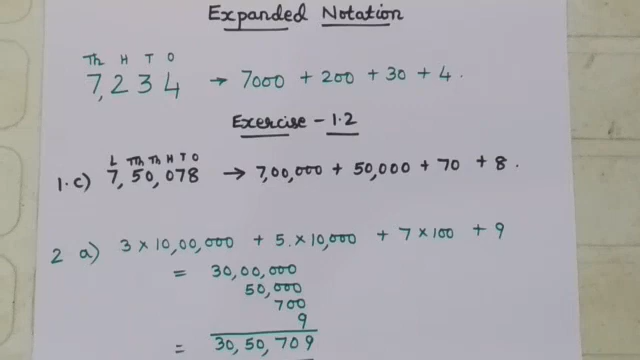 Expanded Notation
Th H T O
7,234 → 7000 + 200 + 30 + 4.
Exercise - 1.2
L TTh Th H T O
1.c) 7,50,078 → 7,00,000 + 50,000 + 70 + 8.
2 a) 3 × 10,00,000 + 5 × 10,000 + 7 × 100 + 9
= 30,00,000
50,000
700
9
= 30,50,709